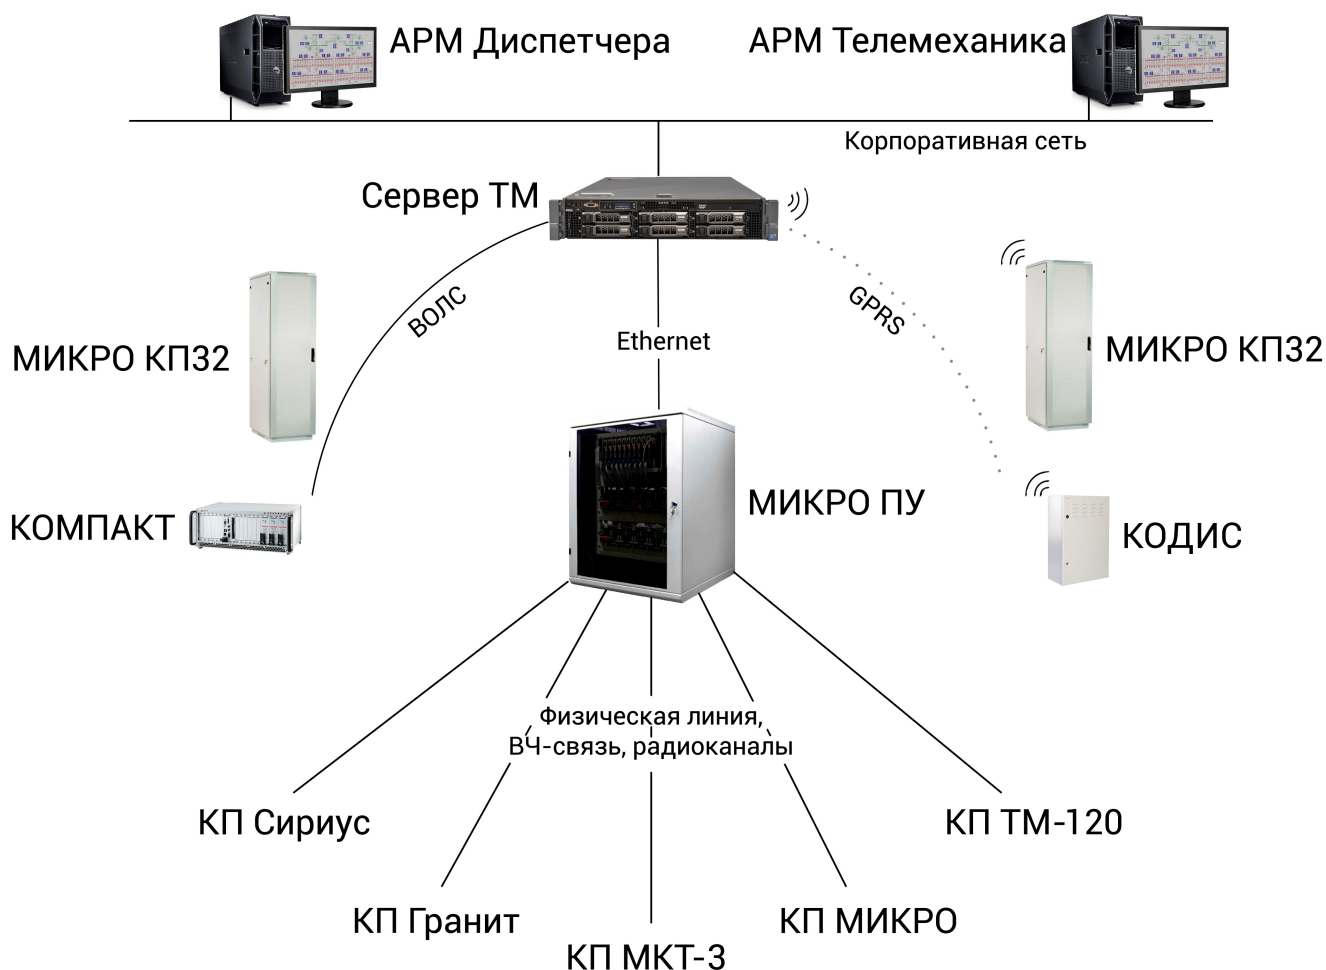 АРМ Диспетчера
АРМ Телемеханика
Корпоративная сеть
Сервер ТМ
ВОЛС
GPRS
Ethernet
МИКРО КП32
МИКРО КП32
КОМПАКТ
МИКРО ПУ
КОДИС
Физическая линия,
ВЧ-связь, радиоканалы
КП Сириус
КП ТМ-120
КП Гранит
КП МИКРО
КП МКТ-3